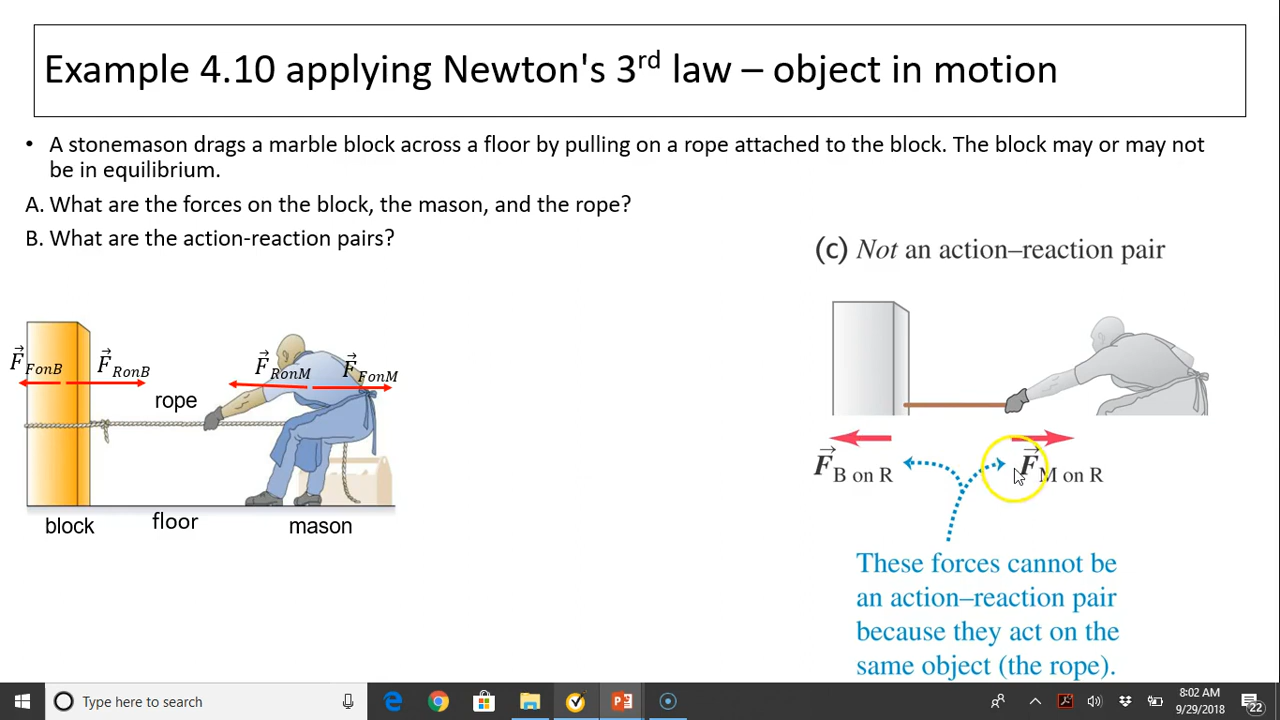 Example 4.10 applying Newton's 3rd law – object in motion
• A stonemason drags a marble block across a floor by pulling on a rope attached to the block. The block may or may not
be in equilibrium.
A. What are the forces on the block, the mason, and the rope?
B. What are the action-reaction pairs?
(c) Not an action–reaction pair
F FonB
F RonB
F RonM
F FonM
rope
block
floor
mason
F B on R
F M on R
These forces cannot be
an action–reaction pair
because they act on the
same object (the rope).
Type here to search
8:02 AM
9/29/2018
22